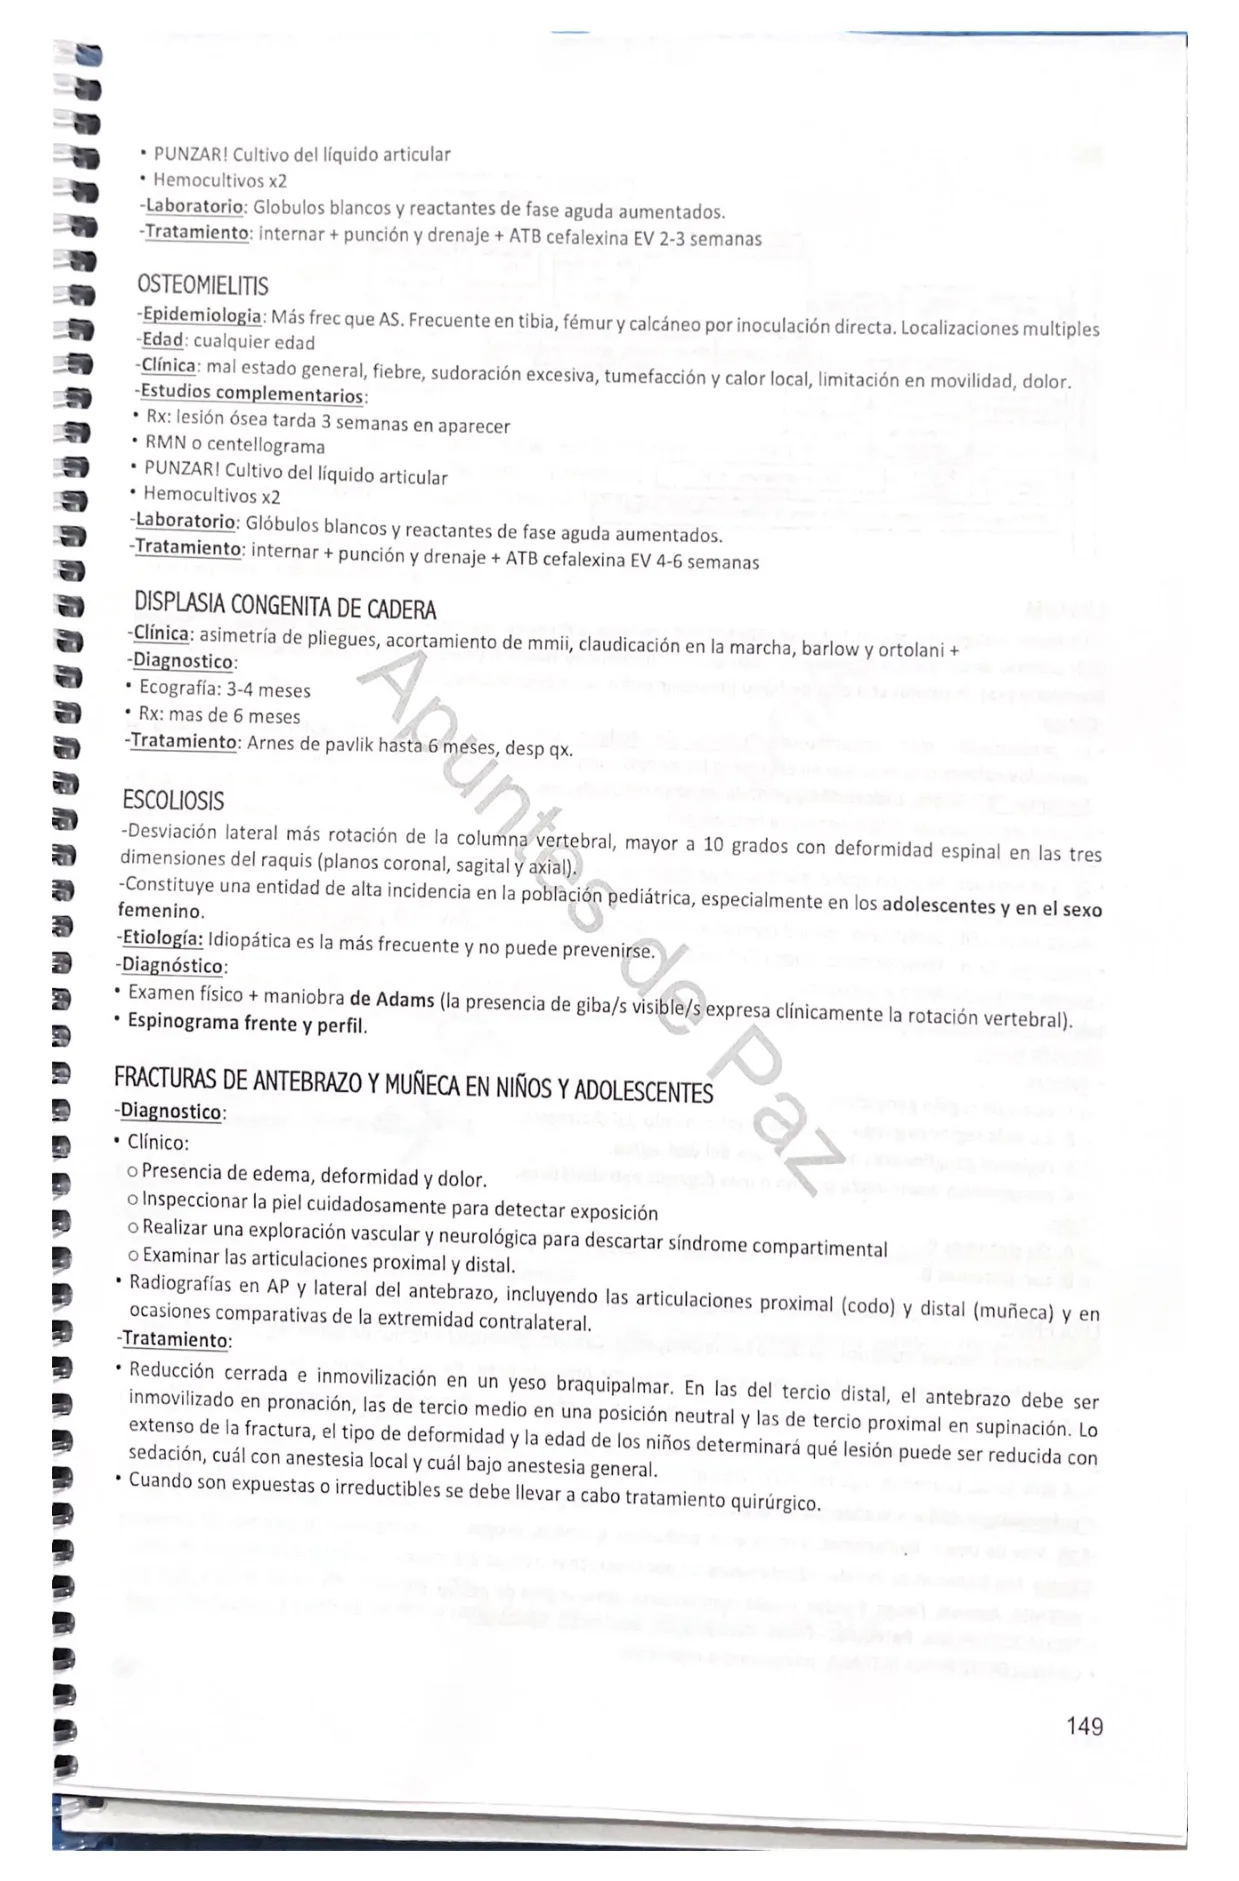 • PUNZAR! Cultivo del líquido articular
• Hemocultivos x2
-Laboratorio: Globulos blancos y reactantes de fase aguda aumentados.
-Tratamiento: internar + punción y drenaje + ATB cefalexina EV 2-3 semanas
OSTEOMIELITIS
-Epidemiologia: Más frec que AS. Frecuente en tibia, fémur y calcáneo por inoculación directa. Localizaciones multiples
-Edad: cualquier edad
-Clínica: mal estado general, fiebre, sudoración excesiva, tumefacción y calor local, limitación en movilidad, dolor.
-Estudios complementarios:
• Rx: lesión ósea tarda 3 semanas en aparecer
• RMN o centellograma
• PUNZAR! Cultivo del líquido articular
• Hemocultivos x2
-Laboratorio: Glóbulos blancos y reactantes de fase aguda aumentados.
-Tratamiento: internar + punción y drenaje + ATB cefalexina EV 4-6 semanas
DISPLASIA CONGENITA DE CADERA
-Clínica: asimetría de pliegues, acortamiento de mmii, claudicación en la marcha, barlow y ortolani +
-Diagnostico:
• Ecografía: 3-4 meses
• Rx: mas de 6 meses
-Tratamiento: Arnes de pavlik hasta 6 meses, desp qx.
ESCOLIOSIS
-Desviación lateral más rotación de la columna vertebral, mayor a 10 grados con deformidad espinal en las tres
dimensiones del raquis (planos coronal, sagital y axial).
-Constituye una entidad de alta incidencia en la población pediátrica, especialmente en los adolescentes y en el sexo
femenino.
-Etiología: Idiopática es la más frecuente y no puede prevenirse.
-Diagnóstico:
• Examen físico + maniobra de Adams (la presencia de giba/s visible/s expresa clínicamente la rotación vertebral).
• Espinograma frente y perfil.
FRACTURAS DE ANTEBRAZO Y MUÑECA EN NIÑOS Y ADOLESCENTES
-Diagnostico:
• Clínico:
o Presencia de edema, deformidad y dolor.
o Inspeccionar la piel cuidadosamente para detectar exposición
o Realizar una exploración vascular y neurológica para descartar síndrome compartimental
o Examinar las articulaciones proximal y distal.
• Radiografías en AP y lateral del antebrazo, incluyendo las articulaciones proximal (codo) y distal (muñeca) y en
ocasiones comparativas de la extremidad contralateral.
-Tratamiento:
• Reducción cerrada e inmovilización en un yeso braquipalmar. En las del tercio distal, el antebrazo debe ser
inmovilizado en pronación, las de tercio medio en una posición neutral y las de tercio proximal en supinación. Lo
extenso de la fractura, el tipo de deformidad y la edad de los niños determinará qué lesión puede ser reducida con
sedación, cuál con anestesia local y cuál bajo anestesia general.
• Cuando son expuestas o irreductibles se debe llevar a cabo tratamiento quirúrgico.
Apuntes de Paz
149